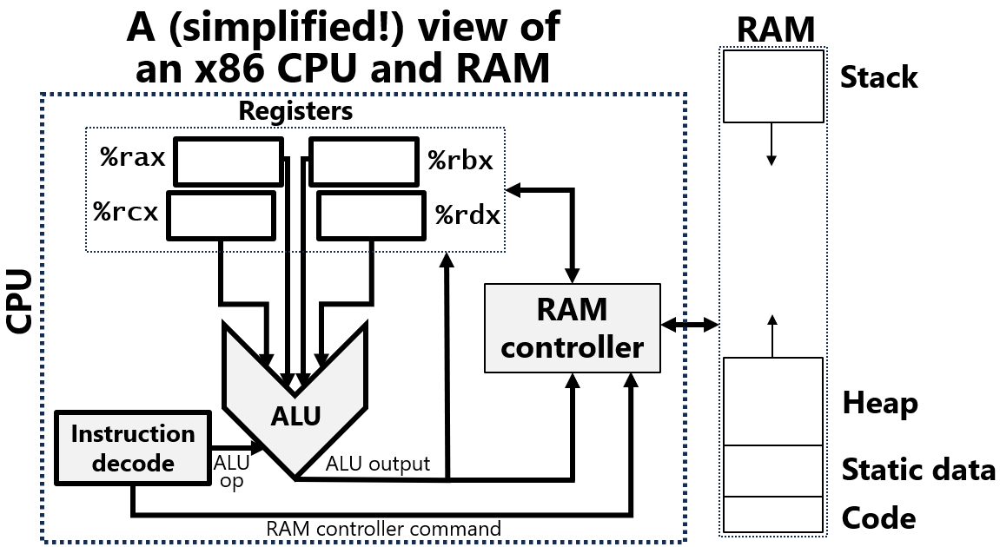 A (simplified!) view of
an x86 CPU and RAM
RAM
Stack
Registers
%rax
%rbx
%rcx
%rdx
CPU
RAM
controller
ALU
Heap
Instruction
decode
ALU
op
ALU output
Static data
Code
RAM controller command